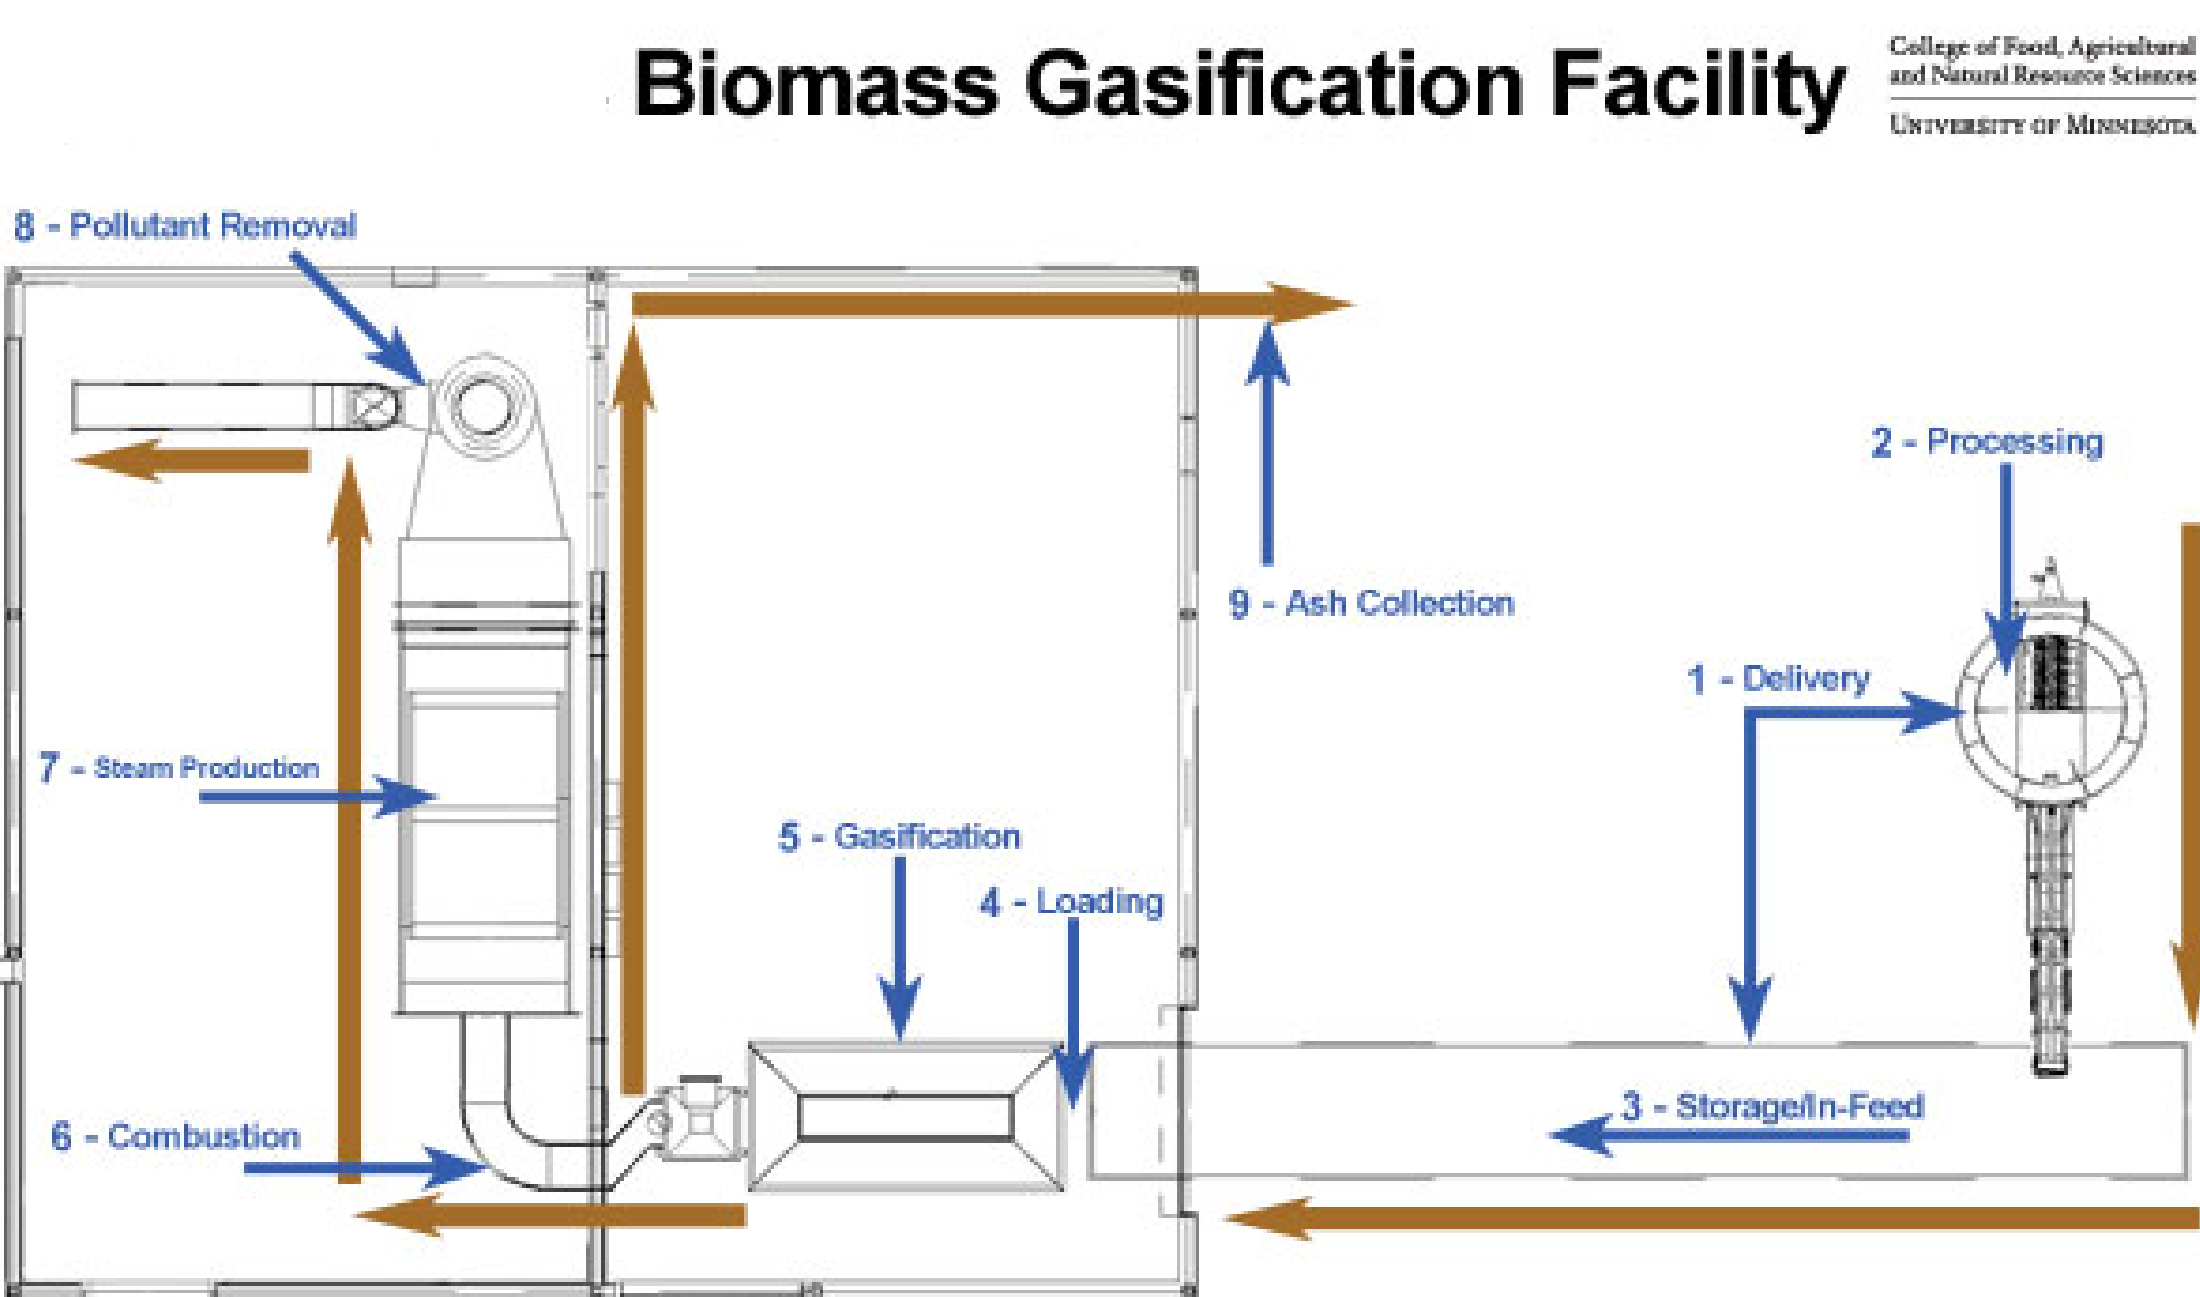 Biomass Gasification Facility
College of Food, Agricultural
and Natural Resource Sciences
UNIVERSITY OF MINNESOTA
8 - Pollutant Removal
2 - Processing
9 - Ash Collection
1 - Delivery
7 - Steam Production
5 - Gasification
4 - Loading
3 - Storage/In-Feed
6 - Combustion